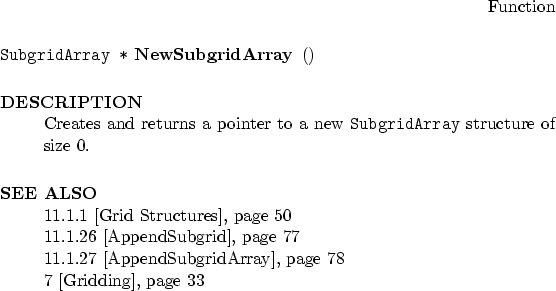 Function
SubgridArray * NewSubgridArray ()
DESCRIPTION
Creates and returns a pointer to a new SubgridArray structure of
size 0.
SEE ALSO
11.1.1 [Grid Structures], page 50
11.1.26 [AppendSubgrid], page 77
11.1.27 [AppendSubgridArray], page 78
7 [Gridding], page 33